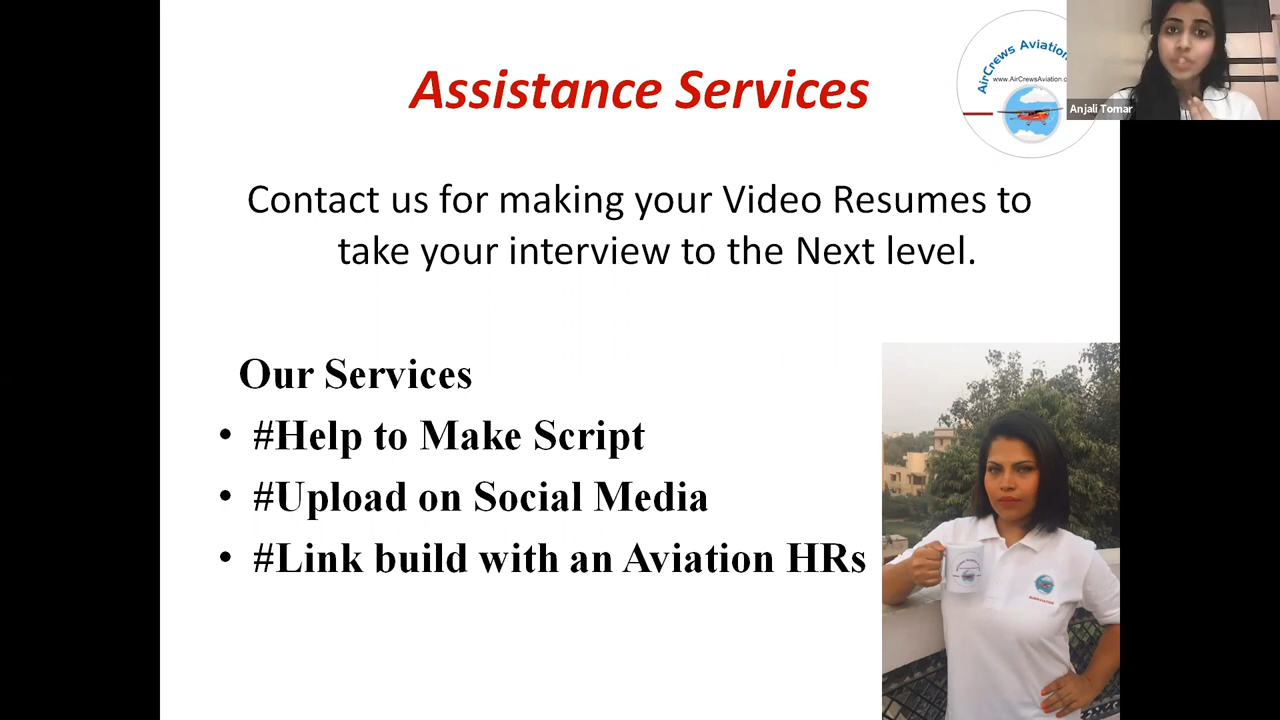 Assistance Services
AirCrews Aviation
www.AirCrewsAviation.c
Anjali Tomar
Contact us for making your Video Resumes to
take your interview to the Next level.
Our Services
• #Help to Make Script
• #Upload on Social Media
• #Link build with an Aviation HRs